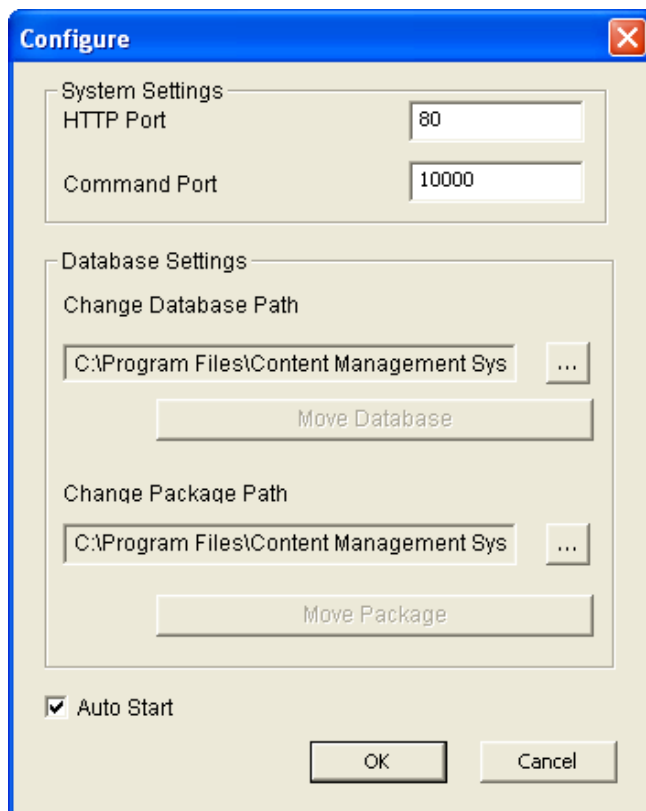 Configure
System Settings
HTTP Port 80
Command Port 10000
Database Settings
Change Database Path
C:\Program Files\Content Management Sys ...
Move Database
Change Package Path
C:\Program Files\Content Management Sys ...
Move Package
Auto Start
OK Cancel